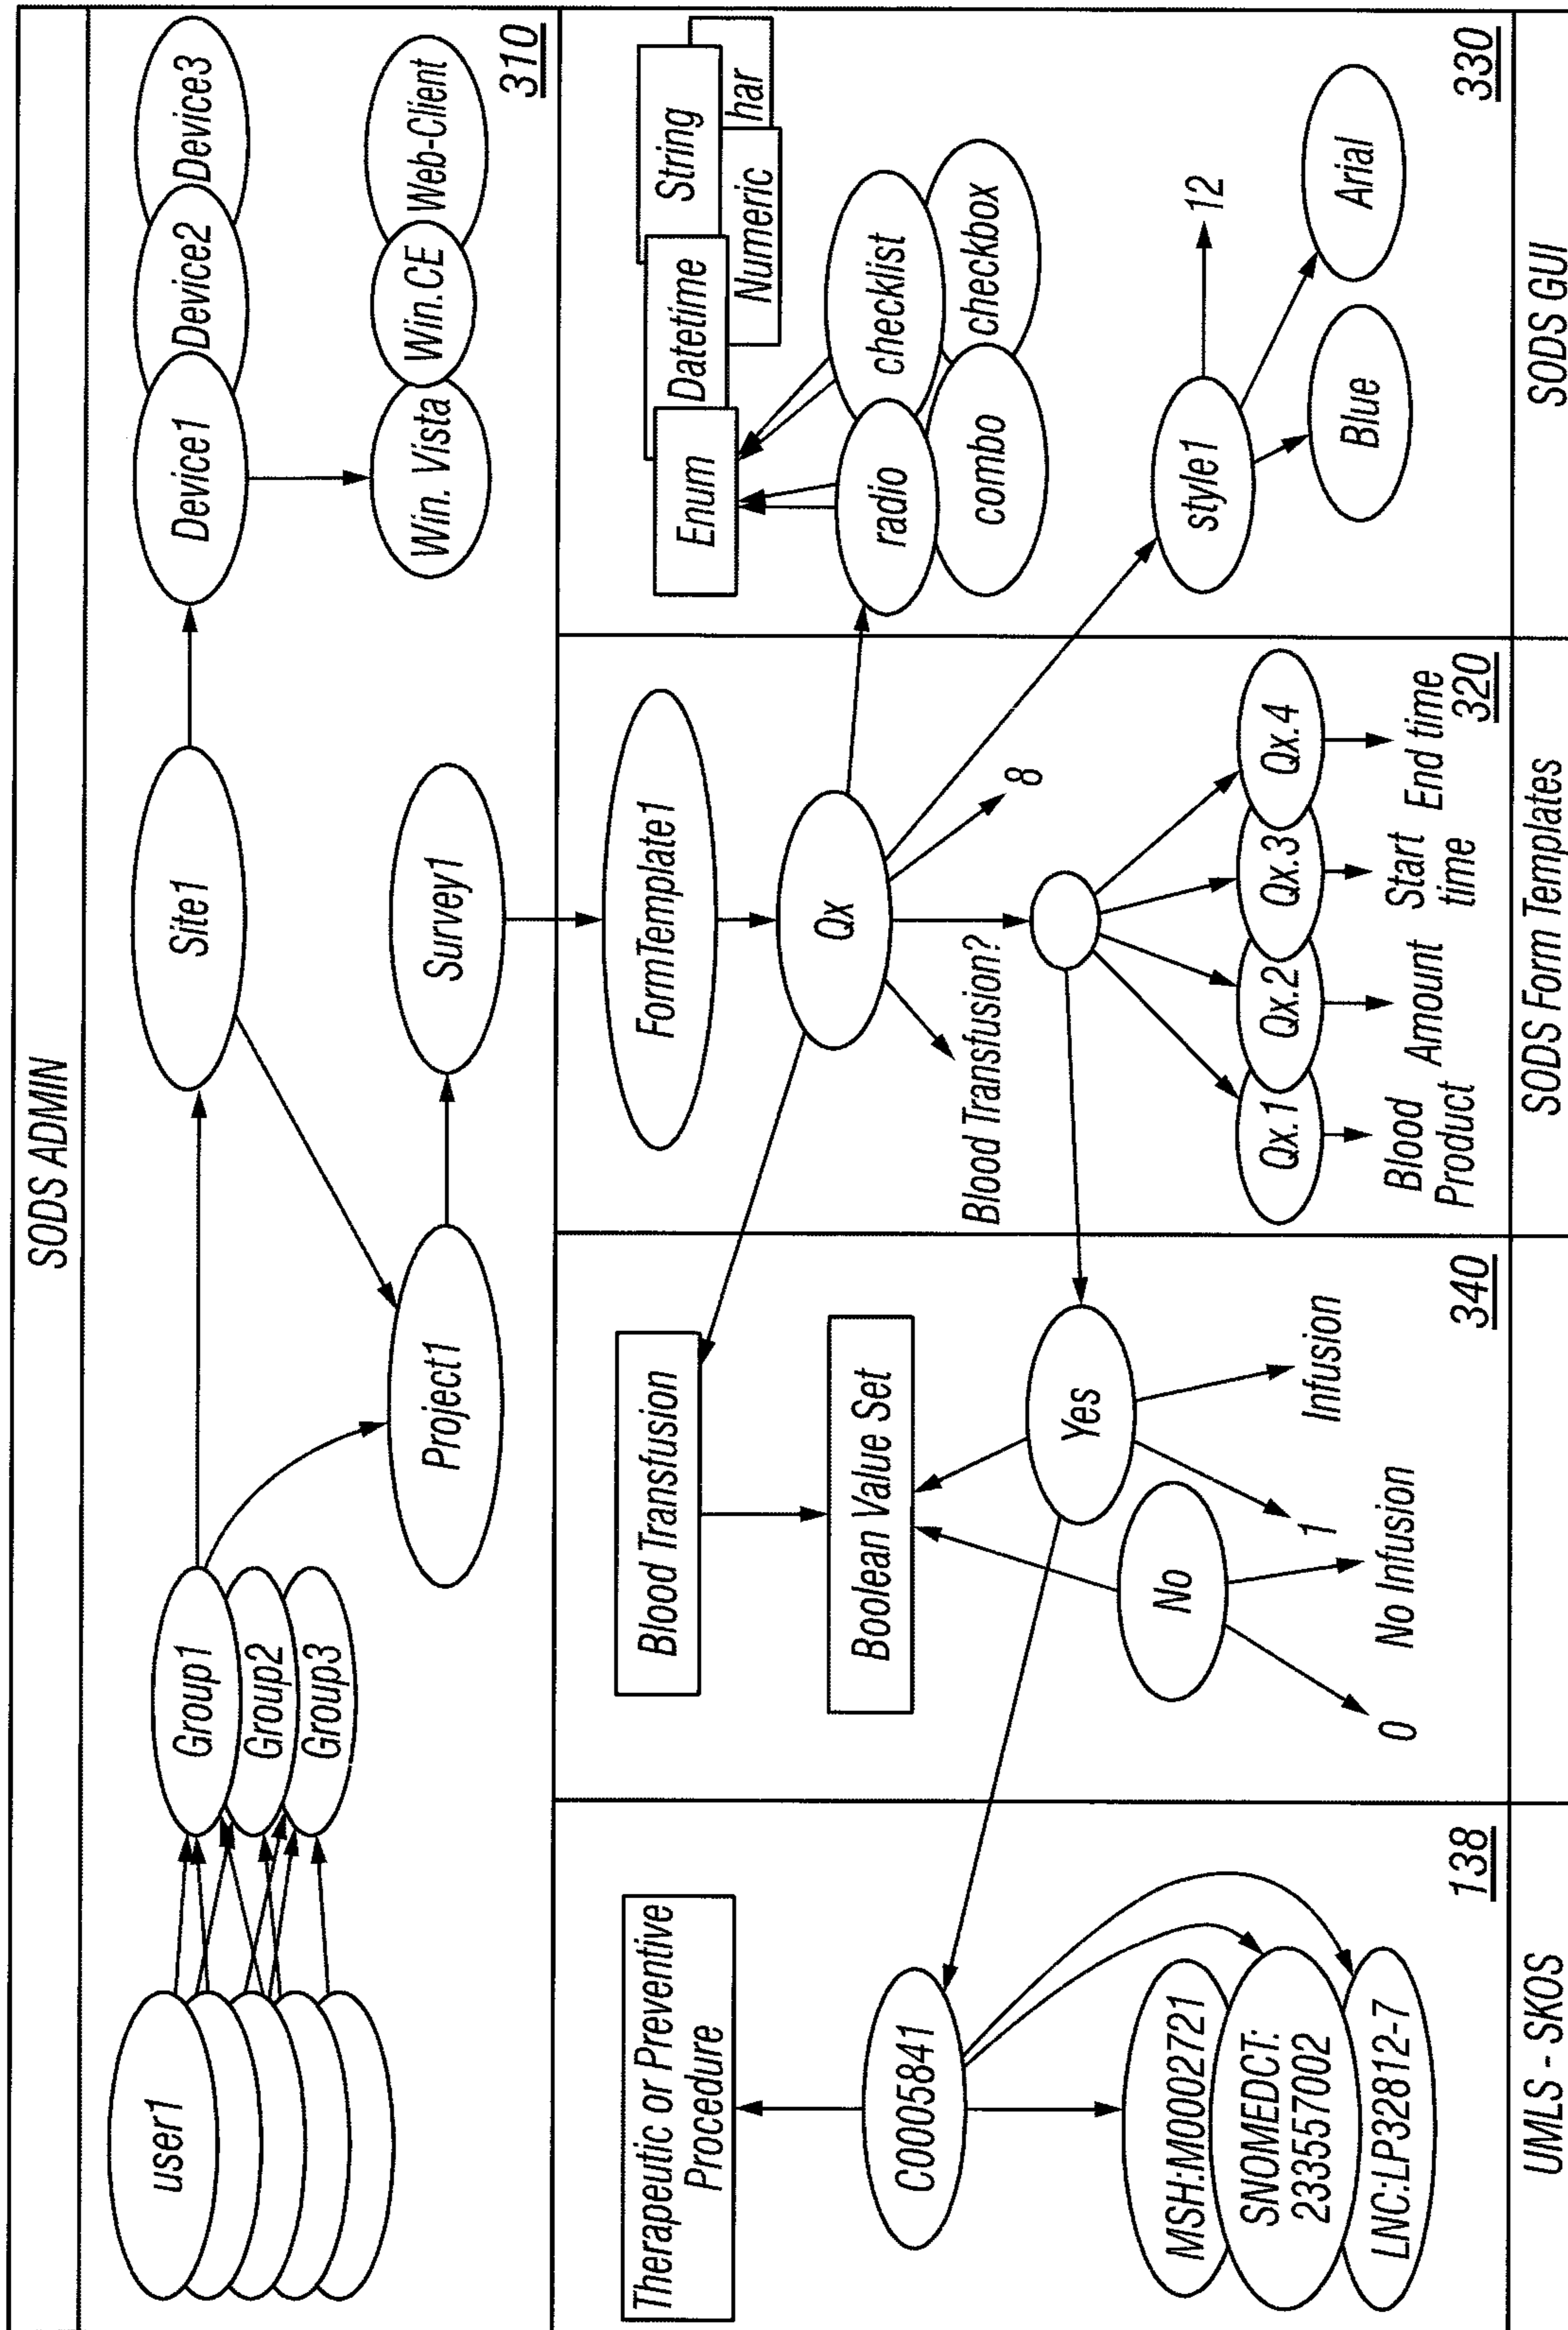 SODS ADMIN
user1
Group1
Group2
Group3
Site1
Project1
Survey1
Device1
Device2
Device3
Win. Vista
Win.CE
Web-Client
310
Therapeutic or Preventive
Procedure
C0005841
MSH:M0002721
SNOMEDCT:
233557002
LNC:LP32812-7
138
UMLS - SKOS
Blood Transfusion
Boolean Value Set
Yes
No
Infusion
1
No Infusion
0
340
FormTemplate1
Qx
Blood Transfusion?
8
Qx.1
Qx.2
Qx.3
Qx.4
Blood
Product
Amount
Start
time
End time
320
SODS Form Templates
Enum
Datetime
String
Numeric
har
radio
checklist
combo
checkbox
style1
12
Blue
Arial
330
SODS GUI